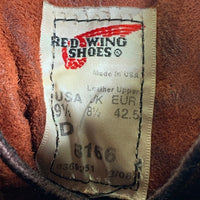 RED WING
SHOES
Made in USA
Leather Upper
USA UK EUR
9½ 8½ 42.5
D
8166